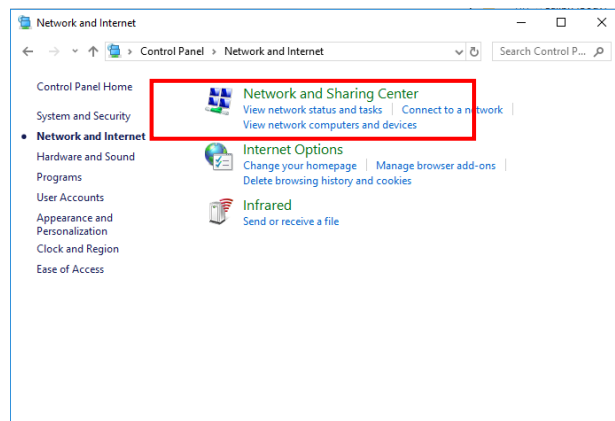 Network and Internet
Control Panel > Network and Internet
Search Control P...
Control Panel Home
System and Security
Network and Internet
Hardware and Sound
Programs
User Accounts
Appearance and
Personalization
Clock and Region
Ease of Access
Network and Sharing Center
View network status and tasks | Connect to a network |
View network computers and devices
Internet Options
Change your homepage | Manage browser add-ons |
Delete browsing history and cookies
Infrared
Send or receive a file